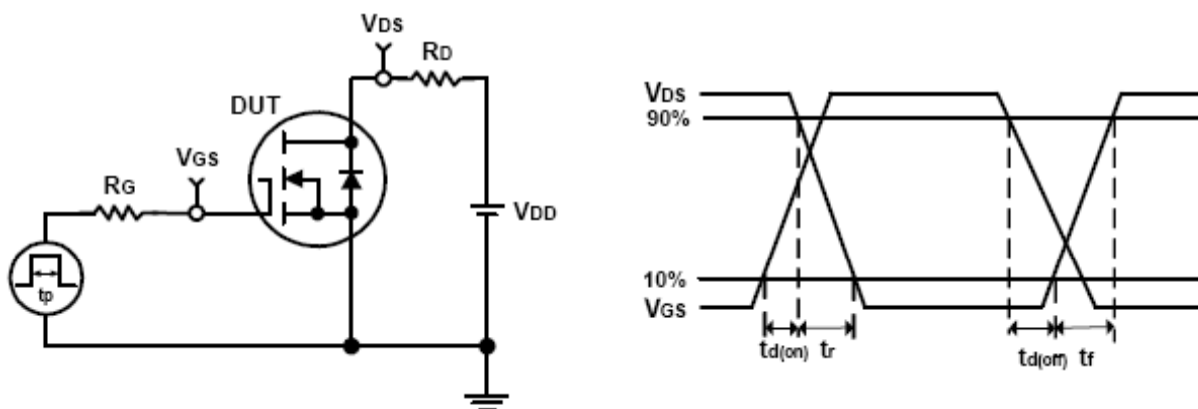 VDS
RD
DUT
VGS
RG
VDD
tp
VDS
90%
10%
VGS
td(on)
tr
td(off)
tf